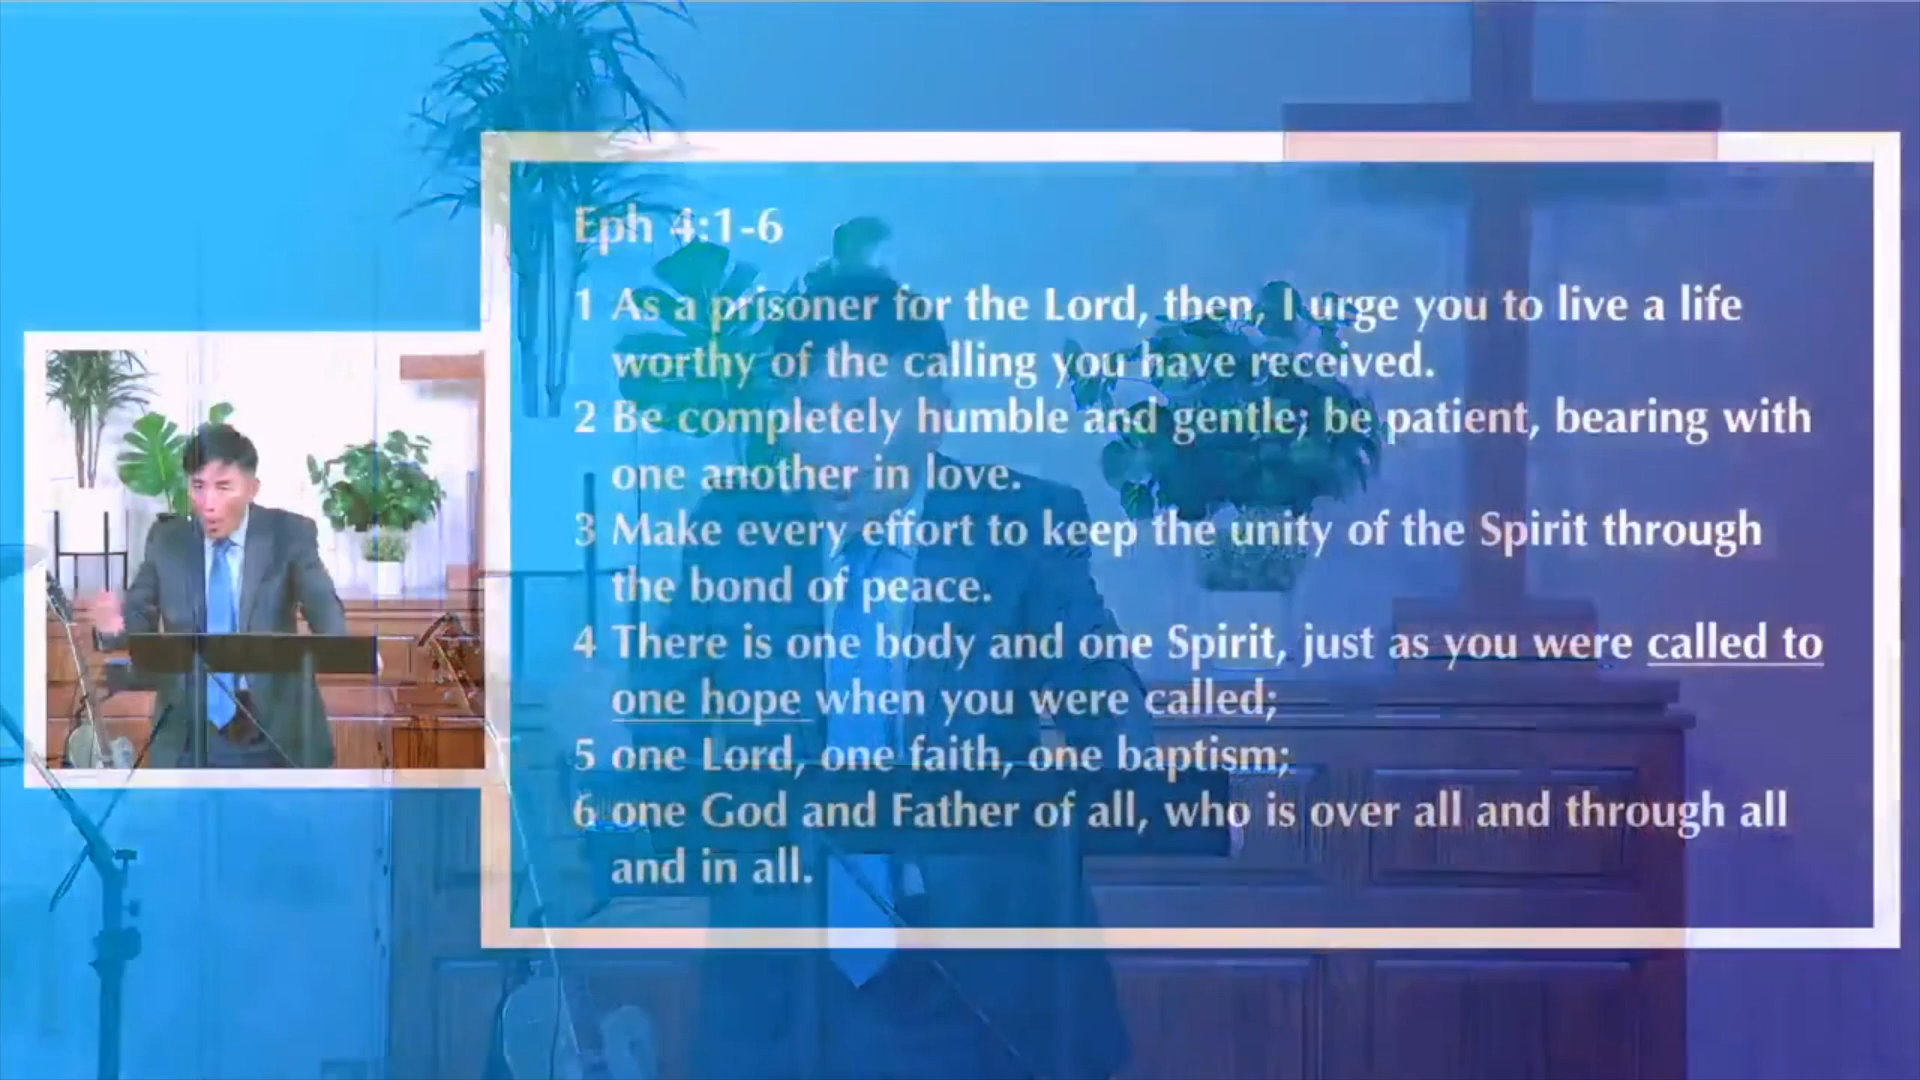 Eph 4:1-6
1 As a prisoner for the Lord, then, I urge you to live a life
worthy of the calling you have received.
2 Be completely humble and gentle; be patient, bearing with
one another in love.
3 Make every effort to keep the unity of the Spirit through
the bond of peace.
4 There is one body and one Spirit, just as you were called to
one hope when you were called;
5 one Lord, one faith, one baptism;
6 one God and Father of all, who is over all and through all
and in all.